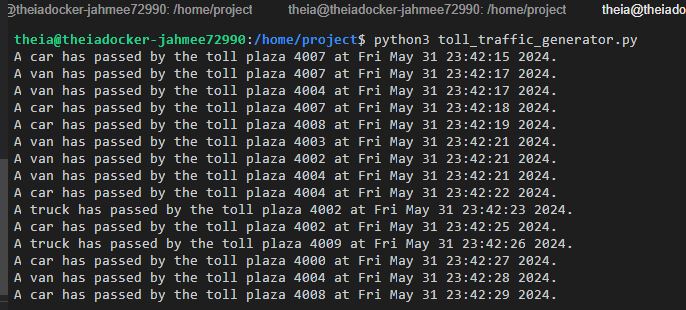 @theiadocker-jahmee72990: /home/project theia@theiadocker-jahmee72990: /home/project theia@theiado
theia@theiadocker-jahmee72990:/home/project$ python3 toll_traffic_generator.py
A car has passed by the toll plaza 4007 at Fri May 31 23:42:15 2024.
A van has passed by the toll plaza 4007 at Fri May 31 23:42:17 2024.
A van has passed by the toll plaza 4004 at Fri May 31 23:42:17 2024.
A car has passed by the toll plaza 4007 at Fri May 31 23:42:18 2024.
A car has passed by the toll plaza 4008 at Fri May 31 23:42:19 2024.
A van has passed by the toll plaza 4003 at Fri May 31 23:42:21 2024.
A van has passed by the toll plaza 4002 at Fri May 31 23:42:21 2024.
A van has passed by the toll plaza 4004 at Fri May 31 23:42:21 2024.
A car has passed by the toll plaza 4004 at Fri May 31 23:42:22 2024.
A truck has passed by the toll plaza 4002 at Fri May 31 23:42:23 2024.
A car has passed by the toll plaza 4002 at Fri May 31 23:42:25 2024.
A truck has passed by the toll plaza 4009 at Fri May 31 23:42:26 2024.
A car has passed by the toll plaza 4000 at Fri May 31 23:42:27 2024.
A van has passed by the toll plaza 4004 at Fri May 31 23:42:28 2024.
A car has passed by the toll plaza 4008 at Fri May 31 23:42:29 2024.